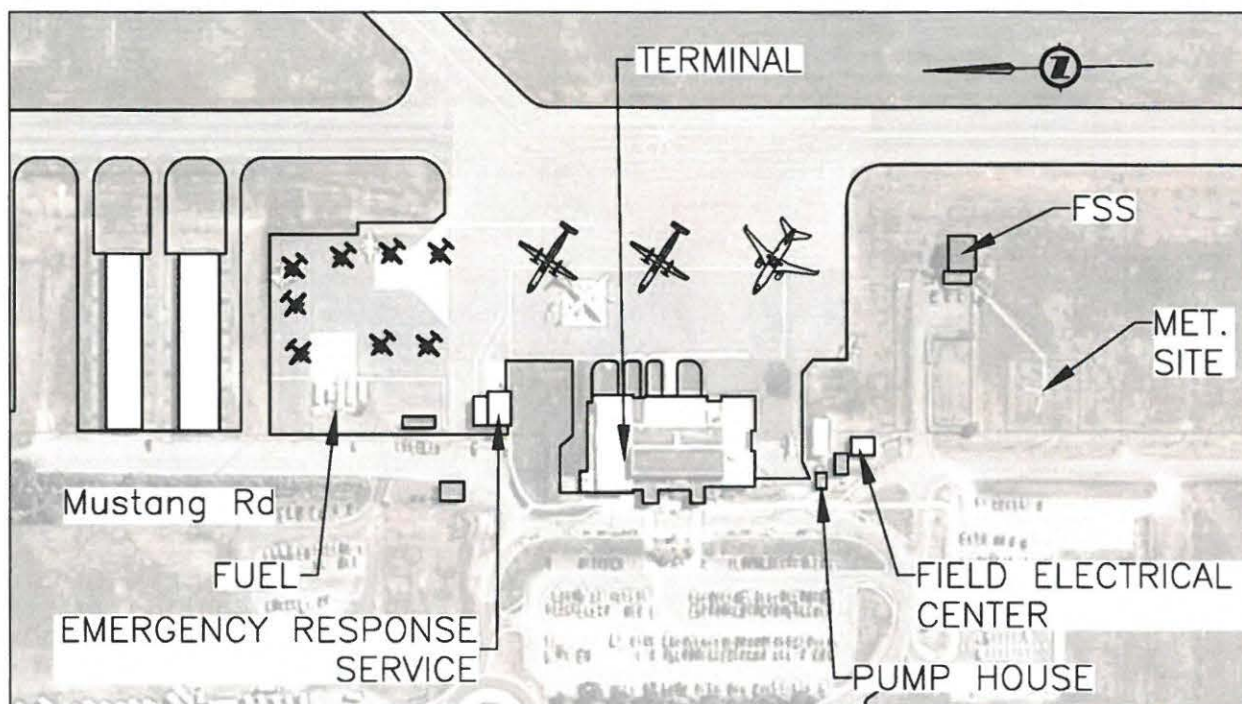 TERMINAL
FSS
MET.
SITE
Mustang Rd
FUEL
EMERGENCY RESPONSE
SERVICE
FIELD ELECTRICAL
CENTER
PUMP HOUSE